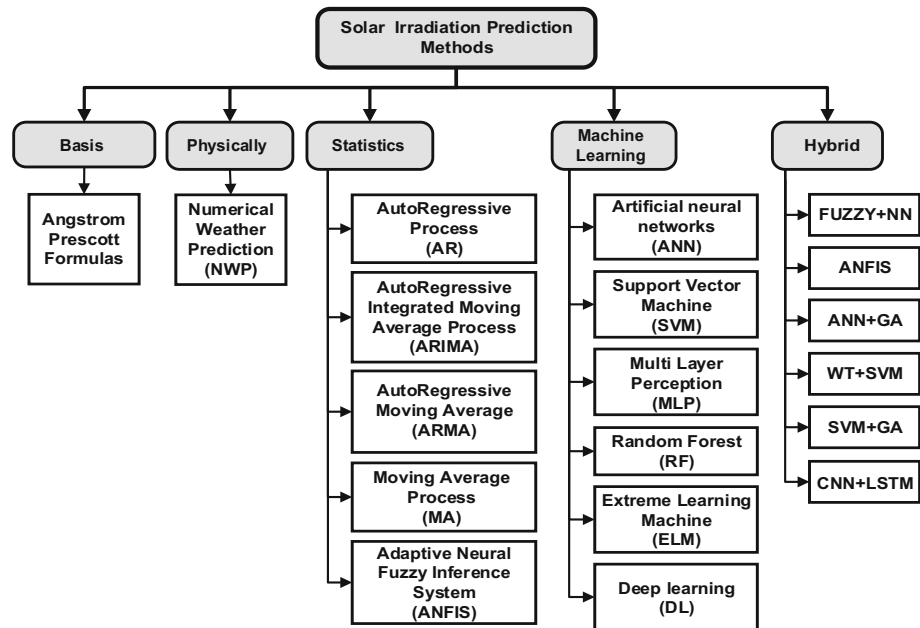 Solar Irradiation Prediction
Methods
Basis
Physically
Statistics
Machine
Learning
Hybrid
Angstrom
Prescott
Formulas
Numerical
Weather
Prediction
(NWP)
AutoRegressive
Process
(AR)
AutoRegressive
Integrated Moving
Average Process
(ARIMA)
AutoRegressive
Moving Average
(ARMA)
Moving Average
Process
(MA)
Adaptive Neural
Fuzzy Inference
System
(ANFIS)
Artificial neural
networks
(ANN)
Support Vector
Machine
(SVM)
Multi Layer
Perception
(MLP)
Random Forest
(RF)
Extreme Learning
Machine
(ELM)
Deep learning
(DL)
FUZZY+NN
ANFIS
ANN+GA
WT+SVM
SVM+GA
CNN+LSTM